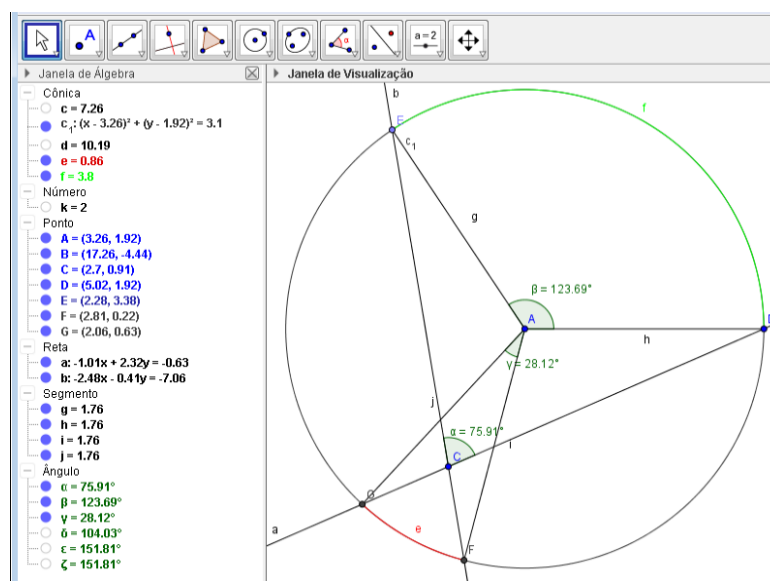 A
α
a=2
Janela de Álgebra
Cônica
c = 7.26
c₁: (x - 3.26)² + (y - 1.92)² = 3.1
d = 10.19
e = 0.86
f = 3.8
Número
k = 2
Ponto
A = (3.26, 1.92)
B = (17.26, -4.44)
C = (2.7, 0.91)
D = (5.02, 1.92)
E = (2.28, 3.38)
F = (2.81, 0.22)
G = (2.06, 0.63)
Reta
a: -1.01x + 2.32y = -0.63
b: -2.48x - 0.41y = -7.06
Segmento
g = 1.76
h = 1.76
i = 1.76
j = 1.76
Ângulo
α = 75.91°
β = 123.69°
γ = 28.12°
δ = 104.03°
ε = 151.81°
ζ = 151.81°
Janela de Visualização
b
f
E
c₁
g
β = 123.69°
A
D
h
γ = 28.12°
j
α = 75.91°
i
C
G
e
a
F